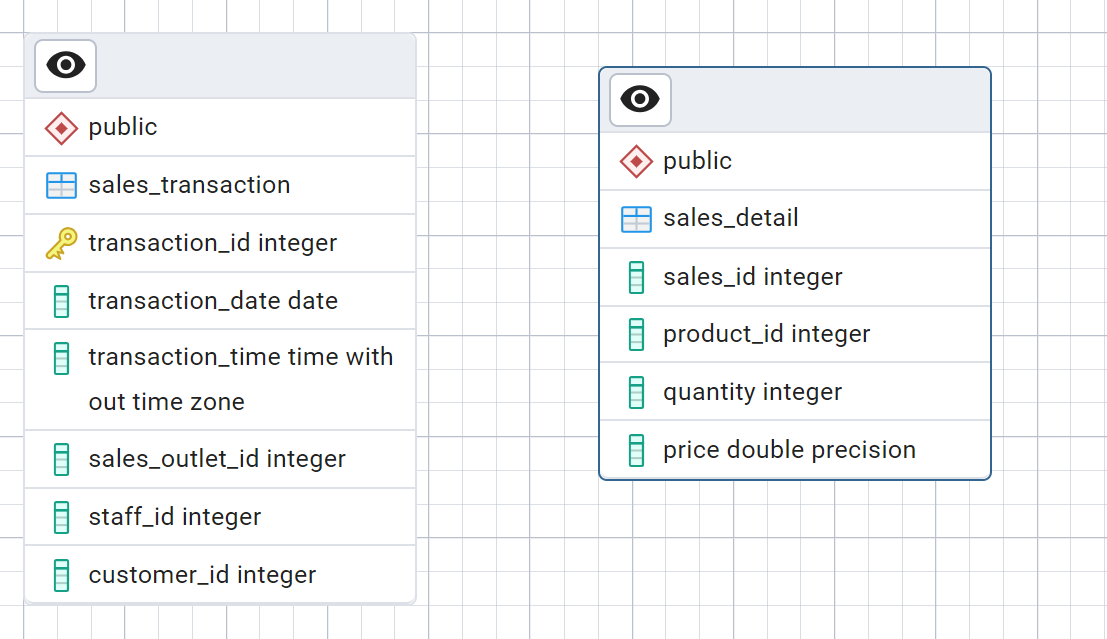 public
sales_transaction
transaction_id integer
transaction_date date
transaction_time time with
out time zone
sales_outlet_id integer
staff_id integer
customer_id integer
public
sales_detail
sales_id integer
product_id integer
quantity integer
price double precision